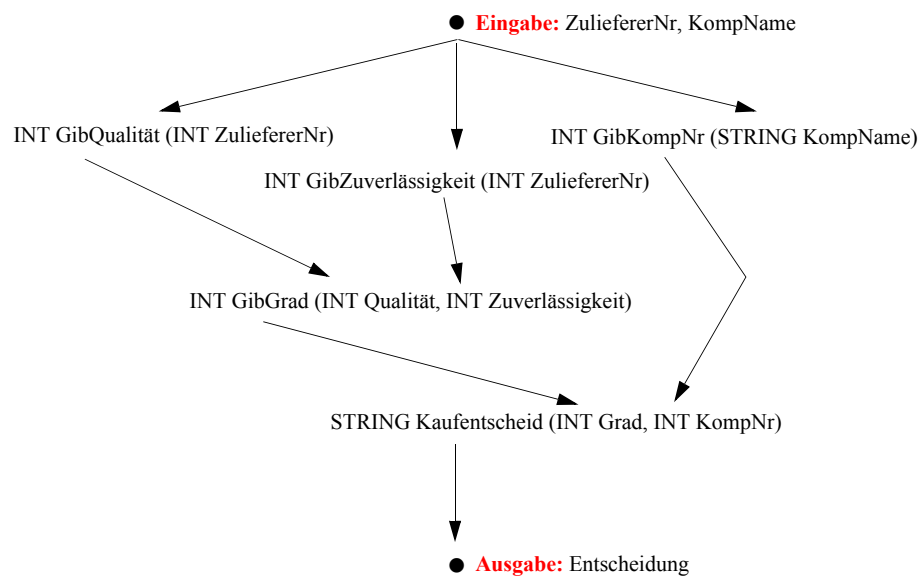 Eingabe: ZuliefererNr, KompName
INT GibQualität (INT ZuliefererNr)
INT GibKompNr (STRING KompName)
INT GibZuverlässigkeit (INT ZuliefererNr)
INT GibGrad (INT Qualität, INT Zuverlässigkeit)
STRING Kaufentscheid (INT Grad, INT KompNr)
Ausgabe: Entscheidung